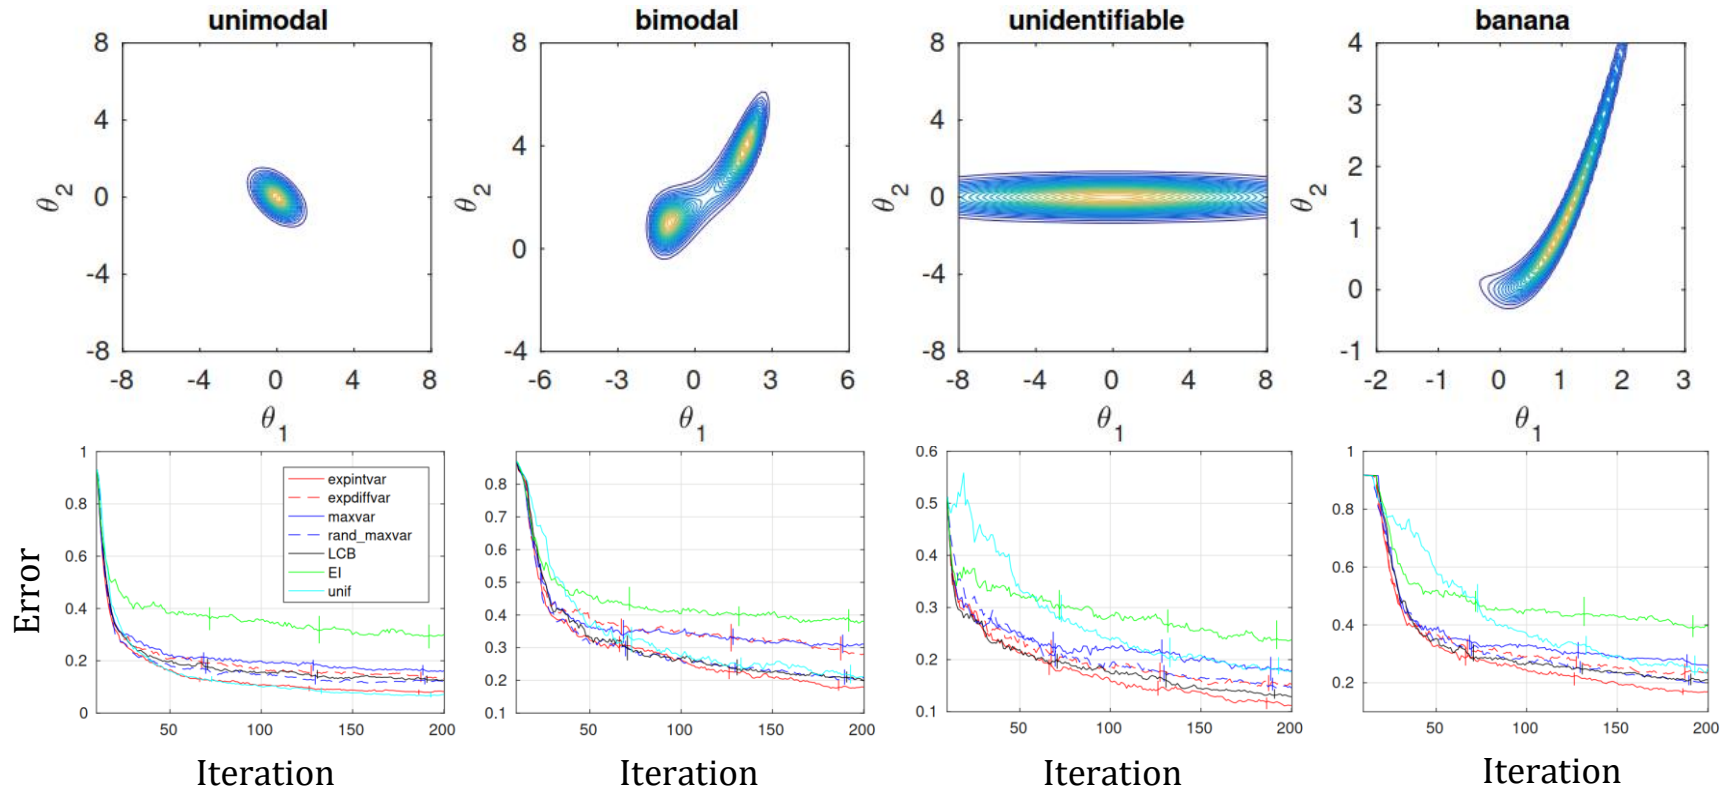 unimodal bimodal unidentifiable banana
8 8 8 4
4 4 4 3
θ2 0 θ2 4 θ2 0 θ2 2
-4 0 -4 1
-8 -4 -8 0
-1
-8 -4 0 4 8 -6 -3 0 3 6 -8 -4 0 4 8 -2 -1 0 1 2 3
θ1 θ1 θ1 θ1
Error
1 0.8 0.6 0.4 0.2 0
expintvar
expdiffvar
maxvar
rand_maxvar
LCB
EI
unif
50 100 150 200
0.8 0.7 0.6 0.5 0.4 0.3 0.2 0.1
50 100 150 200
0.6 0.5 0.4 0.3 0.2 0.1
50 100 150 200
1 0.8 0.6 0.4 0.2
50 100 150 200
Iteration Iteration Iteration Iteration